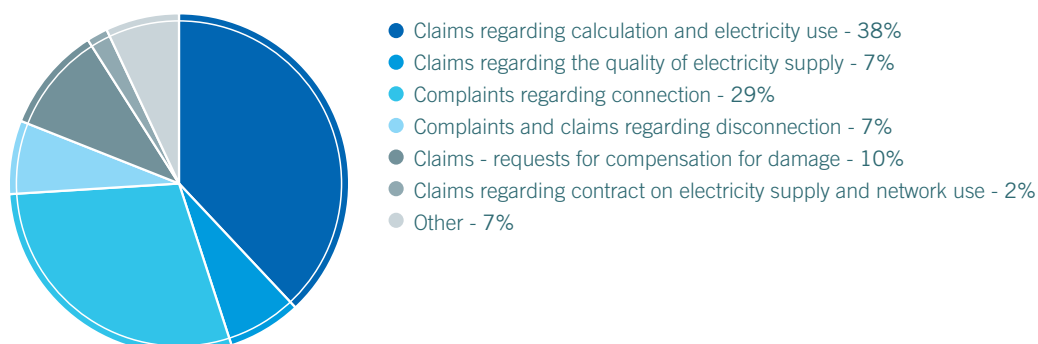 Claims regarding calculation and electricity use - 38%
Claims regarding the quality of electricity supply - 7%
Complaints regarding connection - 29%
Complaints and claims regarding disconnection - 7%
Claims - requests for compensation for damage - 10%
Claims regarding contract on electricity supply and network use - 2%
Other - 7%